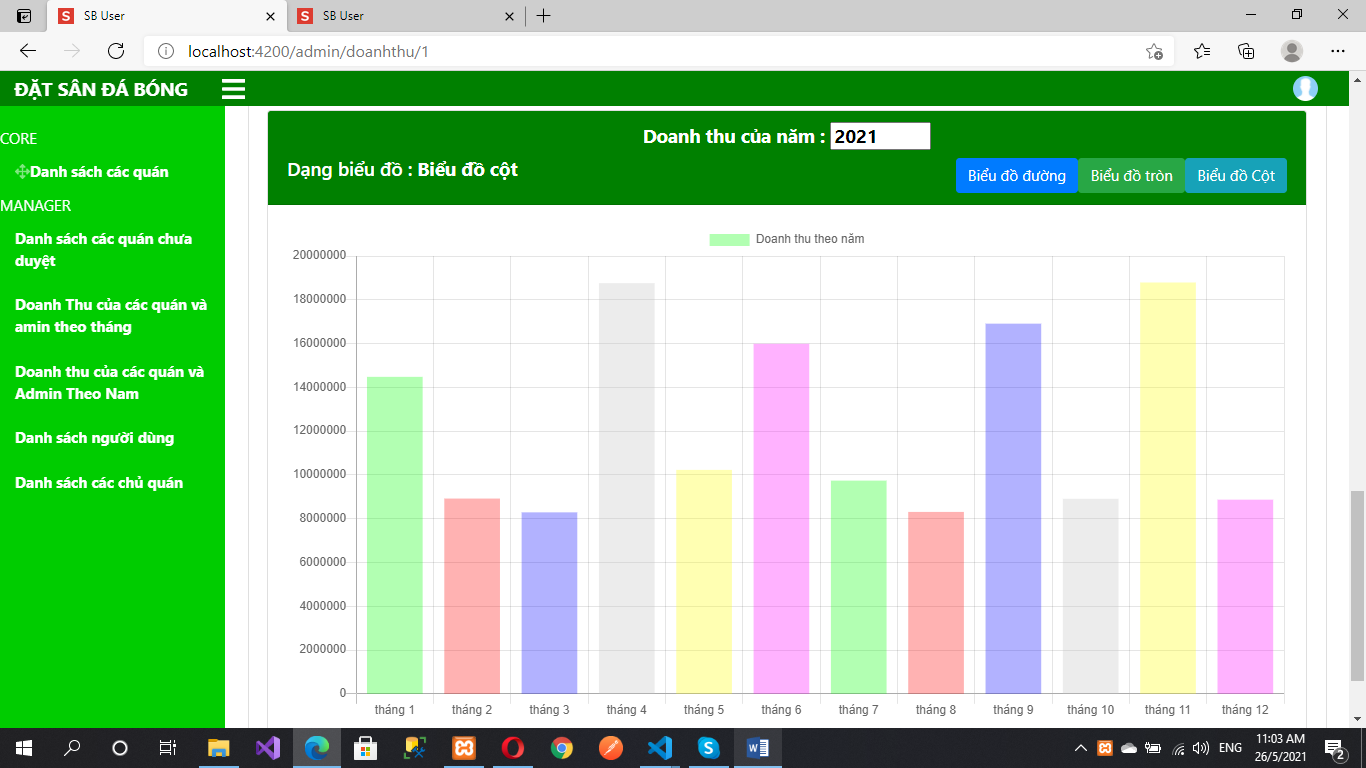 SB User
SB User
localhost:4200/admin/doanhthu/1
ĐẶT SÂN ĐÁ BÓNG
CORE
Danh sách các quán
MANAGER
Danh sách các quán chưa
duyệt
Doanh Thu của các quán và
amin theo tháng
Doanh thu của các quán và
Admin Theo Nam
Danh sách người dùng
Danh sách các chủ quán
Doanh thu của năm : 2021
Dạng biểu đồ : Biểu đồ cột
Biểu đồ đường
Biểu đồ tròn
Biểu đồ Cột
Doanh thu theo năm
20000000
18000000
16000000
14000000
12000000
10000000
8000000
6000000
4000000
2000000
0
tháng 1
tháng 2
tháng 3
tháng 4
tháng 5
tháng 6
tháng 7
tháng 8
tháng 9
tháng 10
tháng 11
tháng 12
ENG
11:03 AM
26/5/2021
2